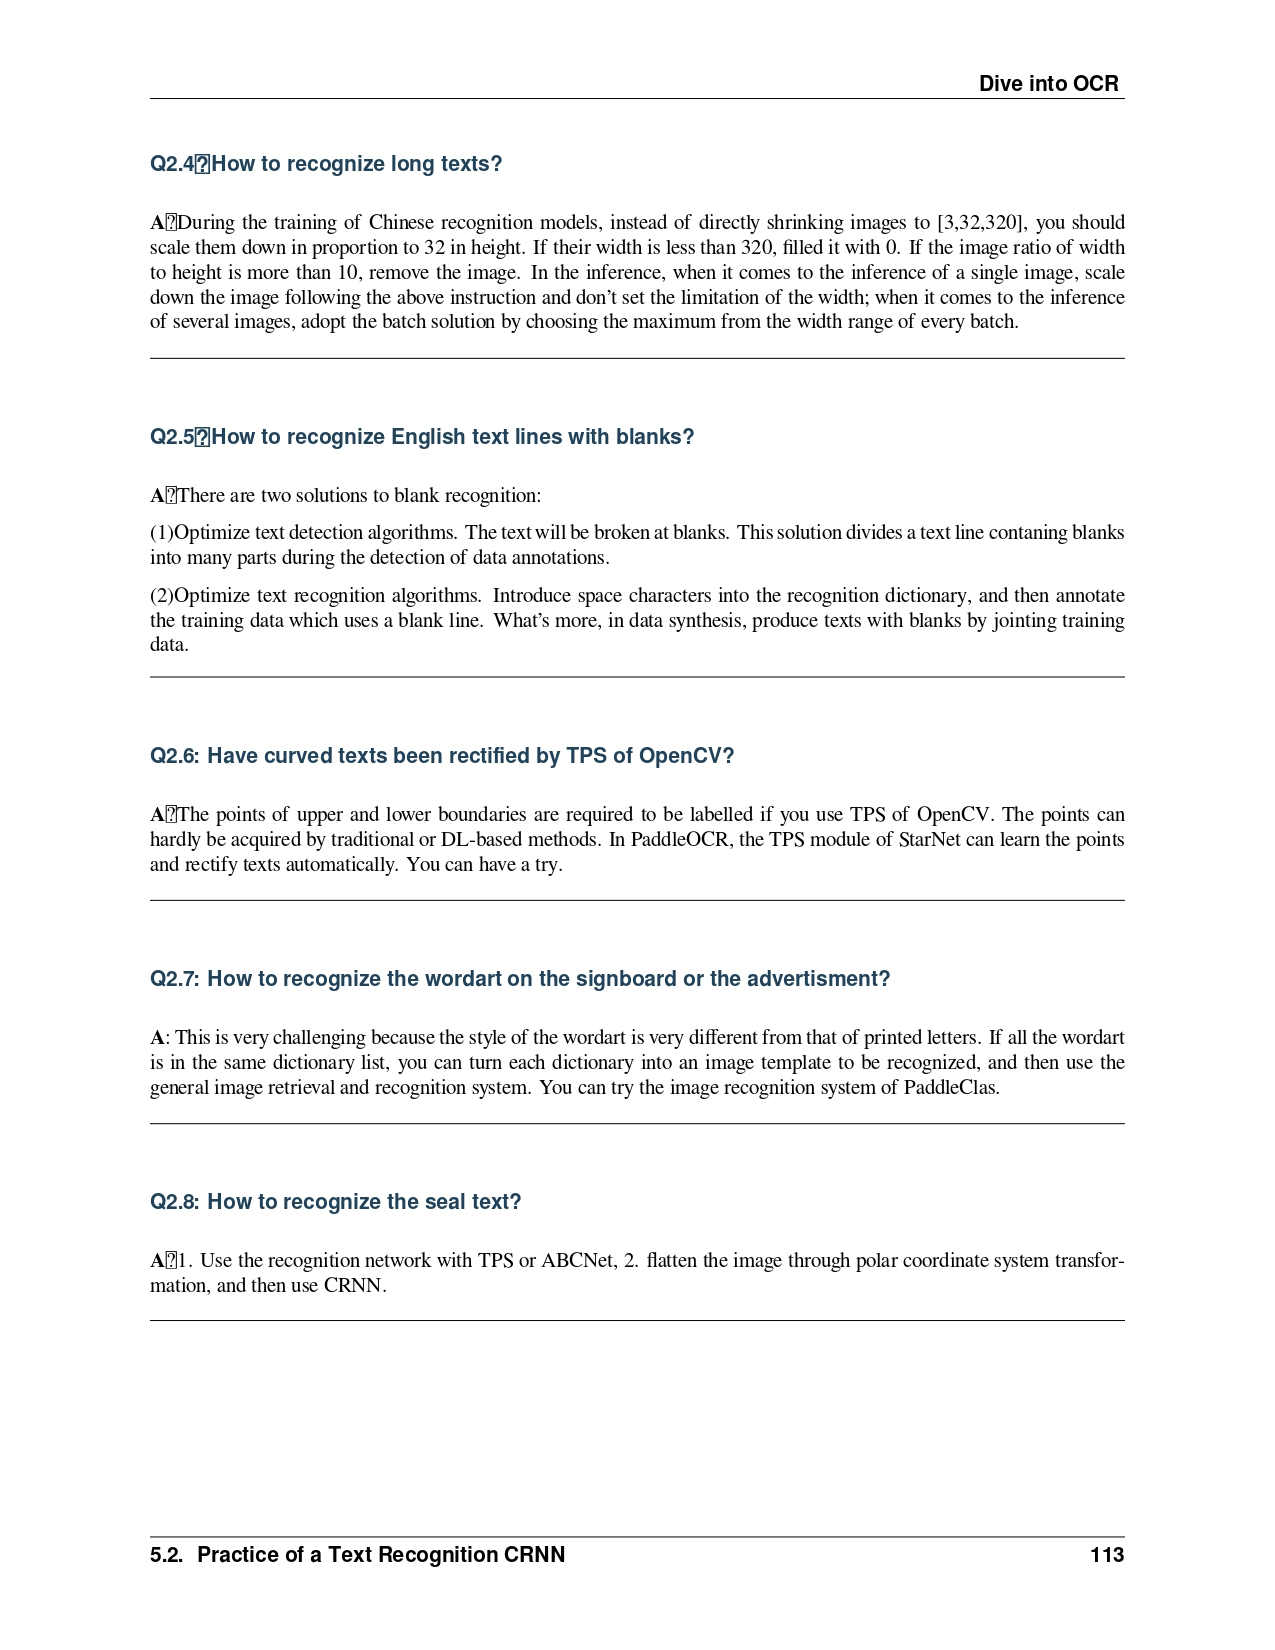 Dive into OCR
Q2.4⍰How to recognize long texts?
A⍰During the training of Chinese recognition models, instead of directly shrinking images to [3,32,320], you should
scale them down in proportion to 32 in height. If their width is less than 320, filled it with 0. If the image ratio of width
to height is more than 10, remove the image. In the inference, when it comes to the inference of a single image, scale
down the image following the above instruction and don’t set the limitation of the width; when it comes to the inference
of several images, adopt the batch solution by choosing the maximum from the width range of every batch.
Q2.5⍰How to recognize English text lines with blanks?
A⍰There are two solutions to blank recognition:
(1)Optimize text detection algorithms. The text will be broken at blanks. This solution divides a text line contaning blanks
into many parts during the detection of data annotations.
(2)Optimize text recognition algorithms. Introduce space characters into the recognition dictionary, and then annotate
the training data which uses a blank line. What’s more, in data synthesis, produce texts with blanks by jointing training
data.
Q2.6: Have curved texts been rectified by TPS of OpenCV?
A⍰The points of upper and lower boundaries are required to be labelled if you use TPS of OpenCV. The points can
hardly be acquired by traditional or DL-based methods. In PaddleOCR, the TPS module of StarNet can learn the points
and rectify texts automatically. You can have a try.
Q2.7: How to recognize the wordart on the signboard or the advertisment?
A: This is very challenging because the style of the wordart is very different from that of printed letters. If all the wordart
is in the same dictionary list, you can turn each dictionary into an image template to be recognized, and then use the
general image retrieval and recognition system. You can try the image recognition system of PaddleClas.
Q2.8: How to recognize the seal text?
A⍰1. Use the recognition network with TPS or ABCNet, 2. flatten the image through polar coordinate system transfor-
mation, and then use CRNN.
5.2. Practice of a Text Recognition CRNN 113